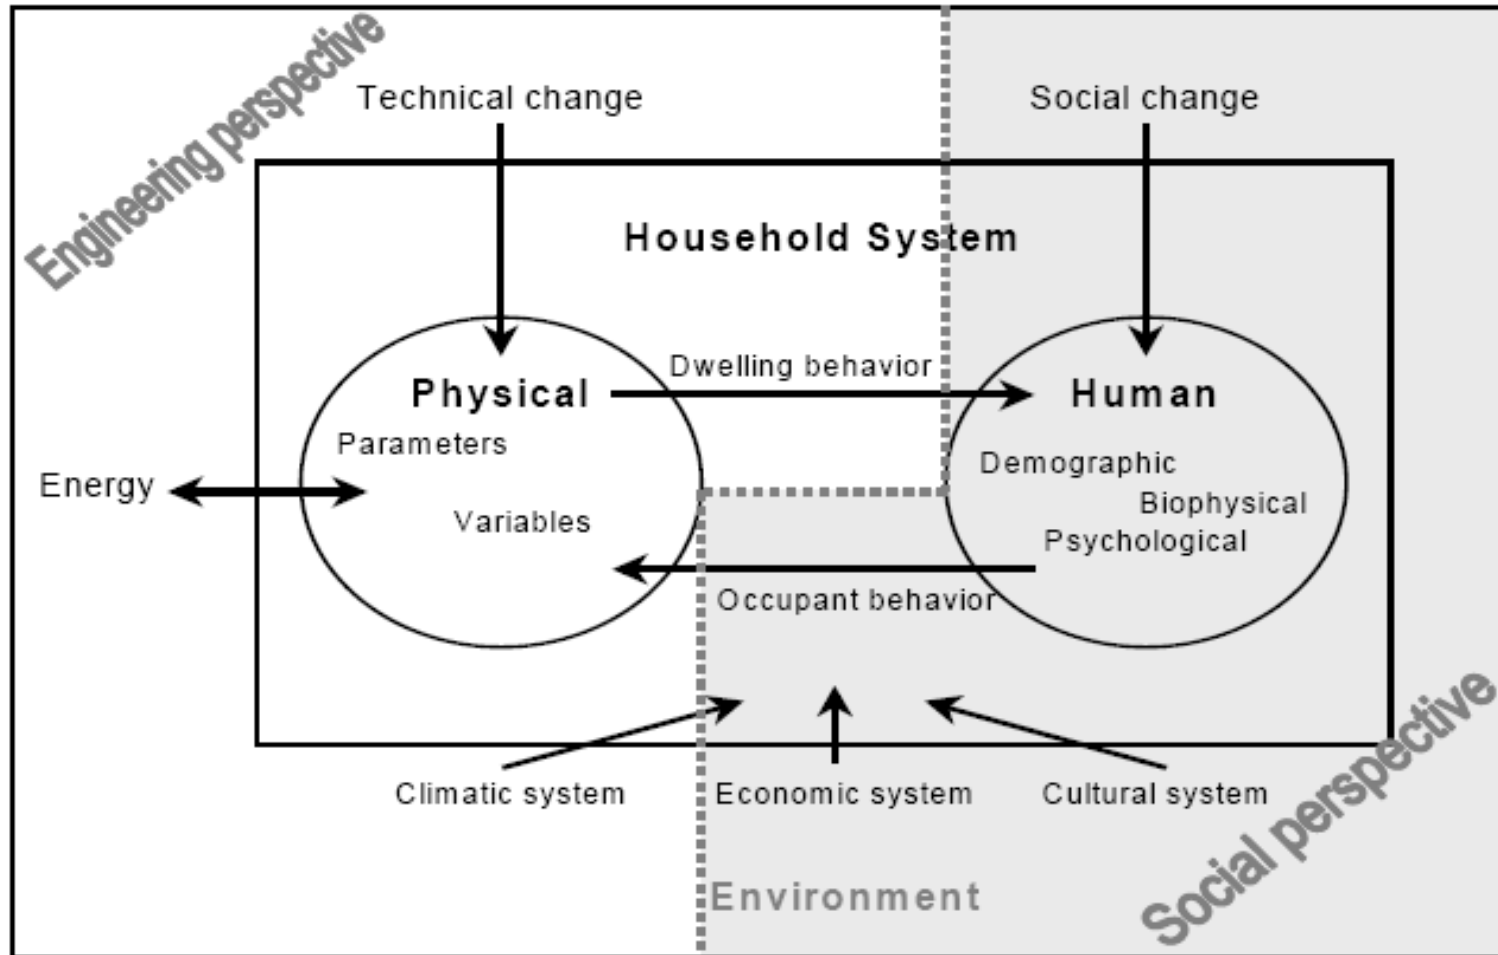 Engineering perspective
Technical change
Social change
Household System
Dwelling behavior
Physical
Human
Parameters
Demographic
Energy
Biophysical
Variables
Psychological
Occupant behavior
Climatic system
Economic system
Cultural system
Environment
Social perspective